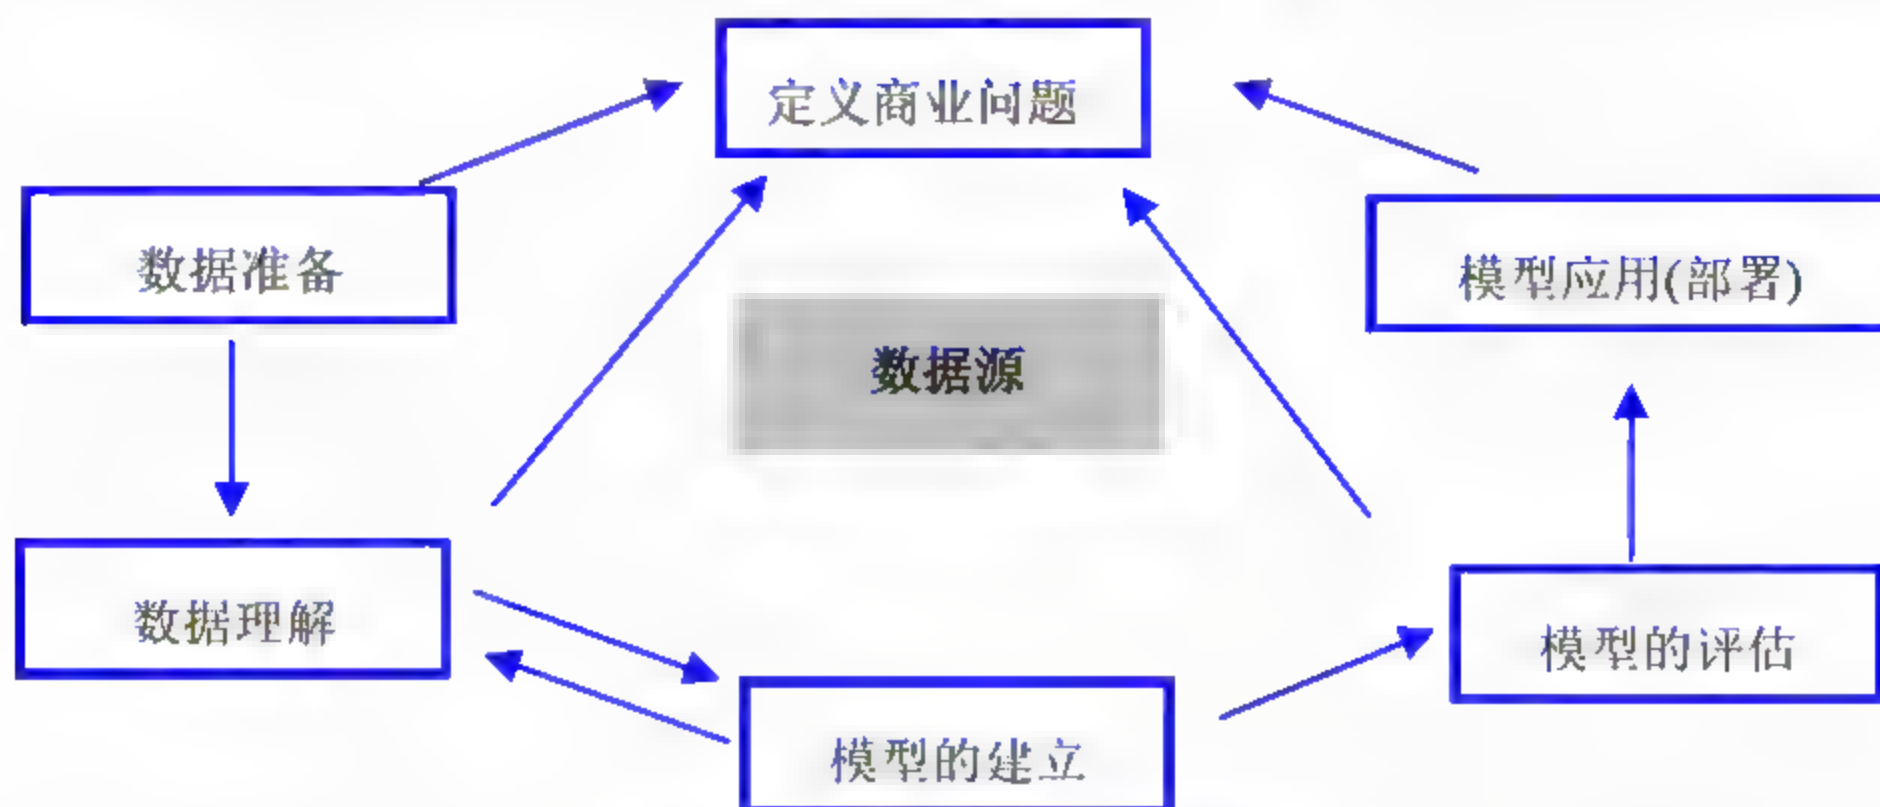 定义商业问题
数据准备
模型应用(部署)
数据源
数据理解
模型的评估
模型的建立